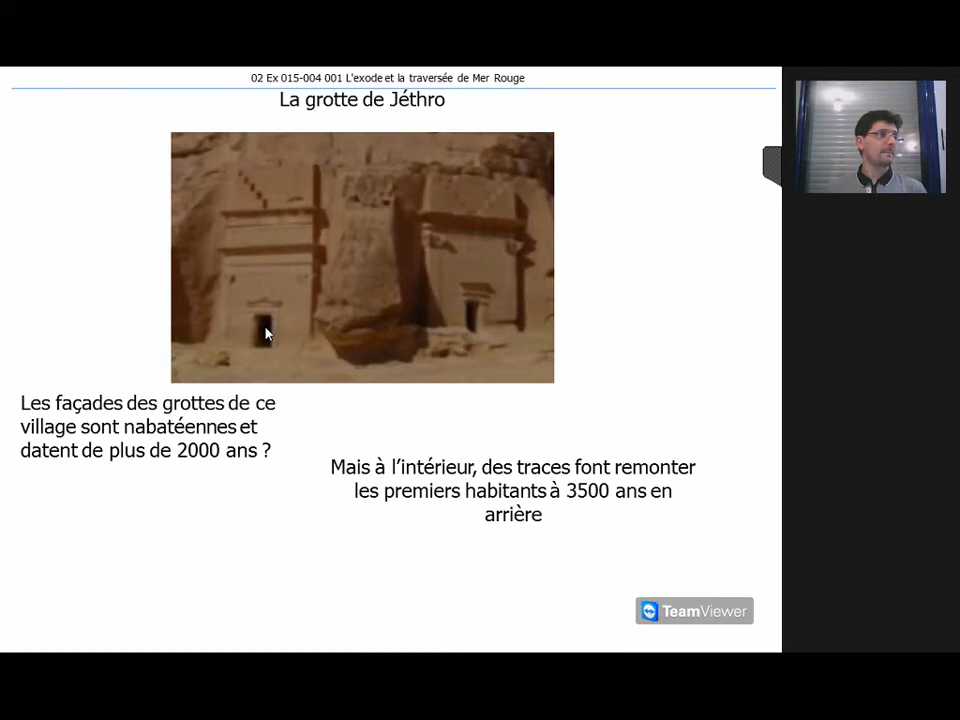 02 Ex 015-004 001 L'exode et la traversée de Mer Rouge
La grotte de Jéthro
Les façades des grottes de ce
village sont nabatéennes et
datent de plus de 2000 ans ?
Mais à l’intérieur, des traces font remonter
les premiers habitants à 3500 ans en
arrière
TeamViewer